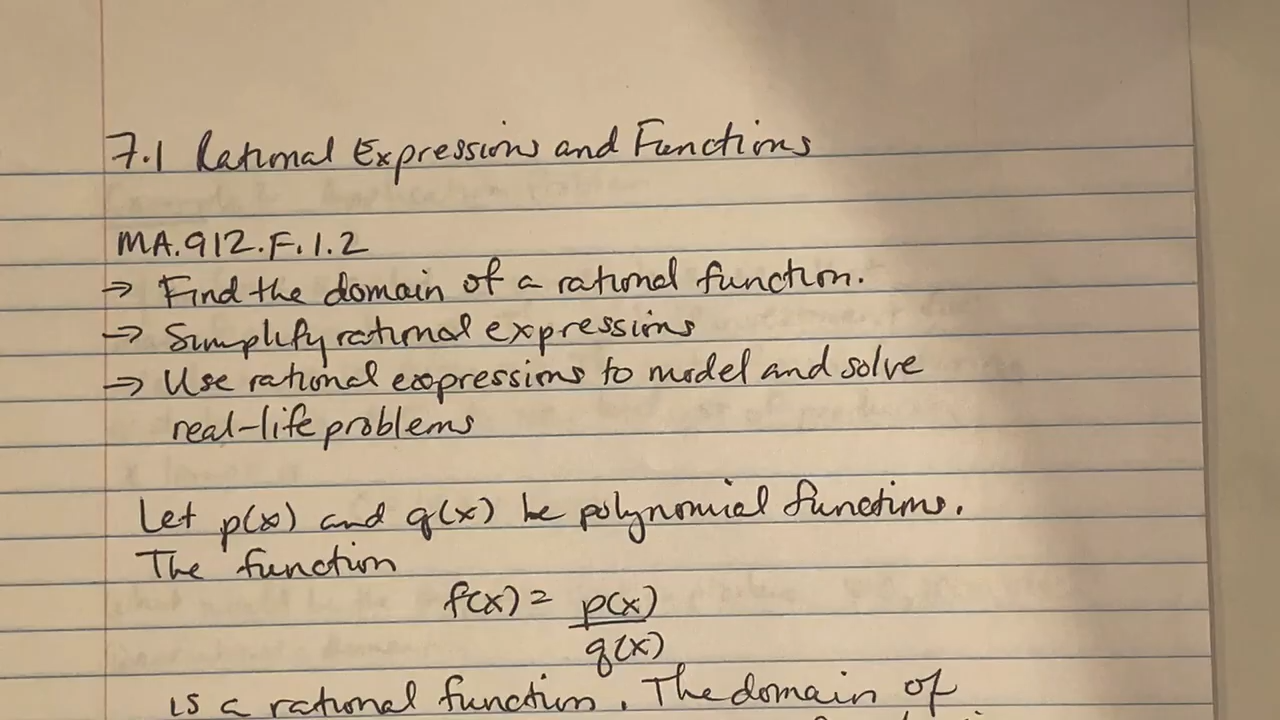 7.1 Rational Expressions and Functions
MA.912.F.1.2
→ Find the domain of a rational function.
→ Simplify rational expressions
→ Use rational expressions to model and solve
real-life problems
Let p(x) and q(x) be polynomial functions.
The function
f(x) = p(x)
q(x)
is a rational function. The domain of